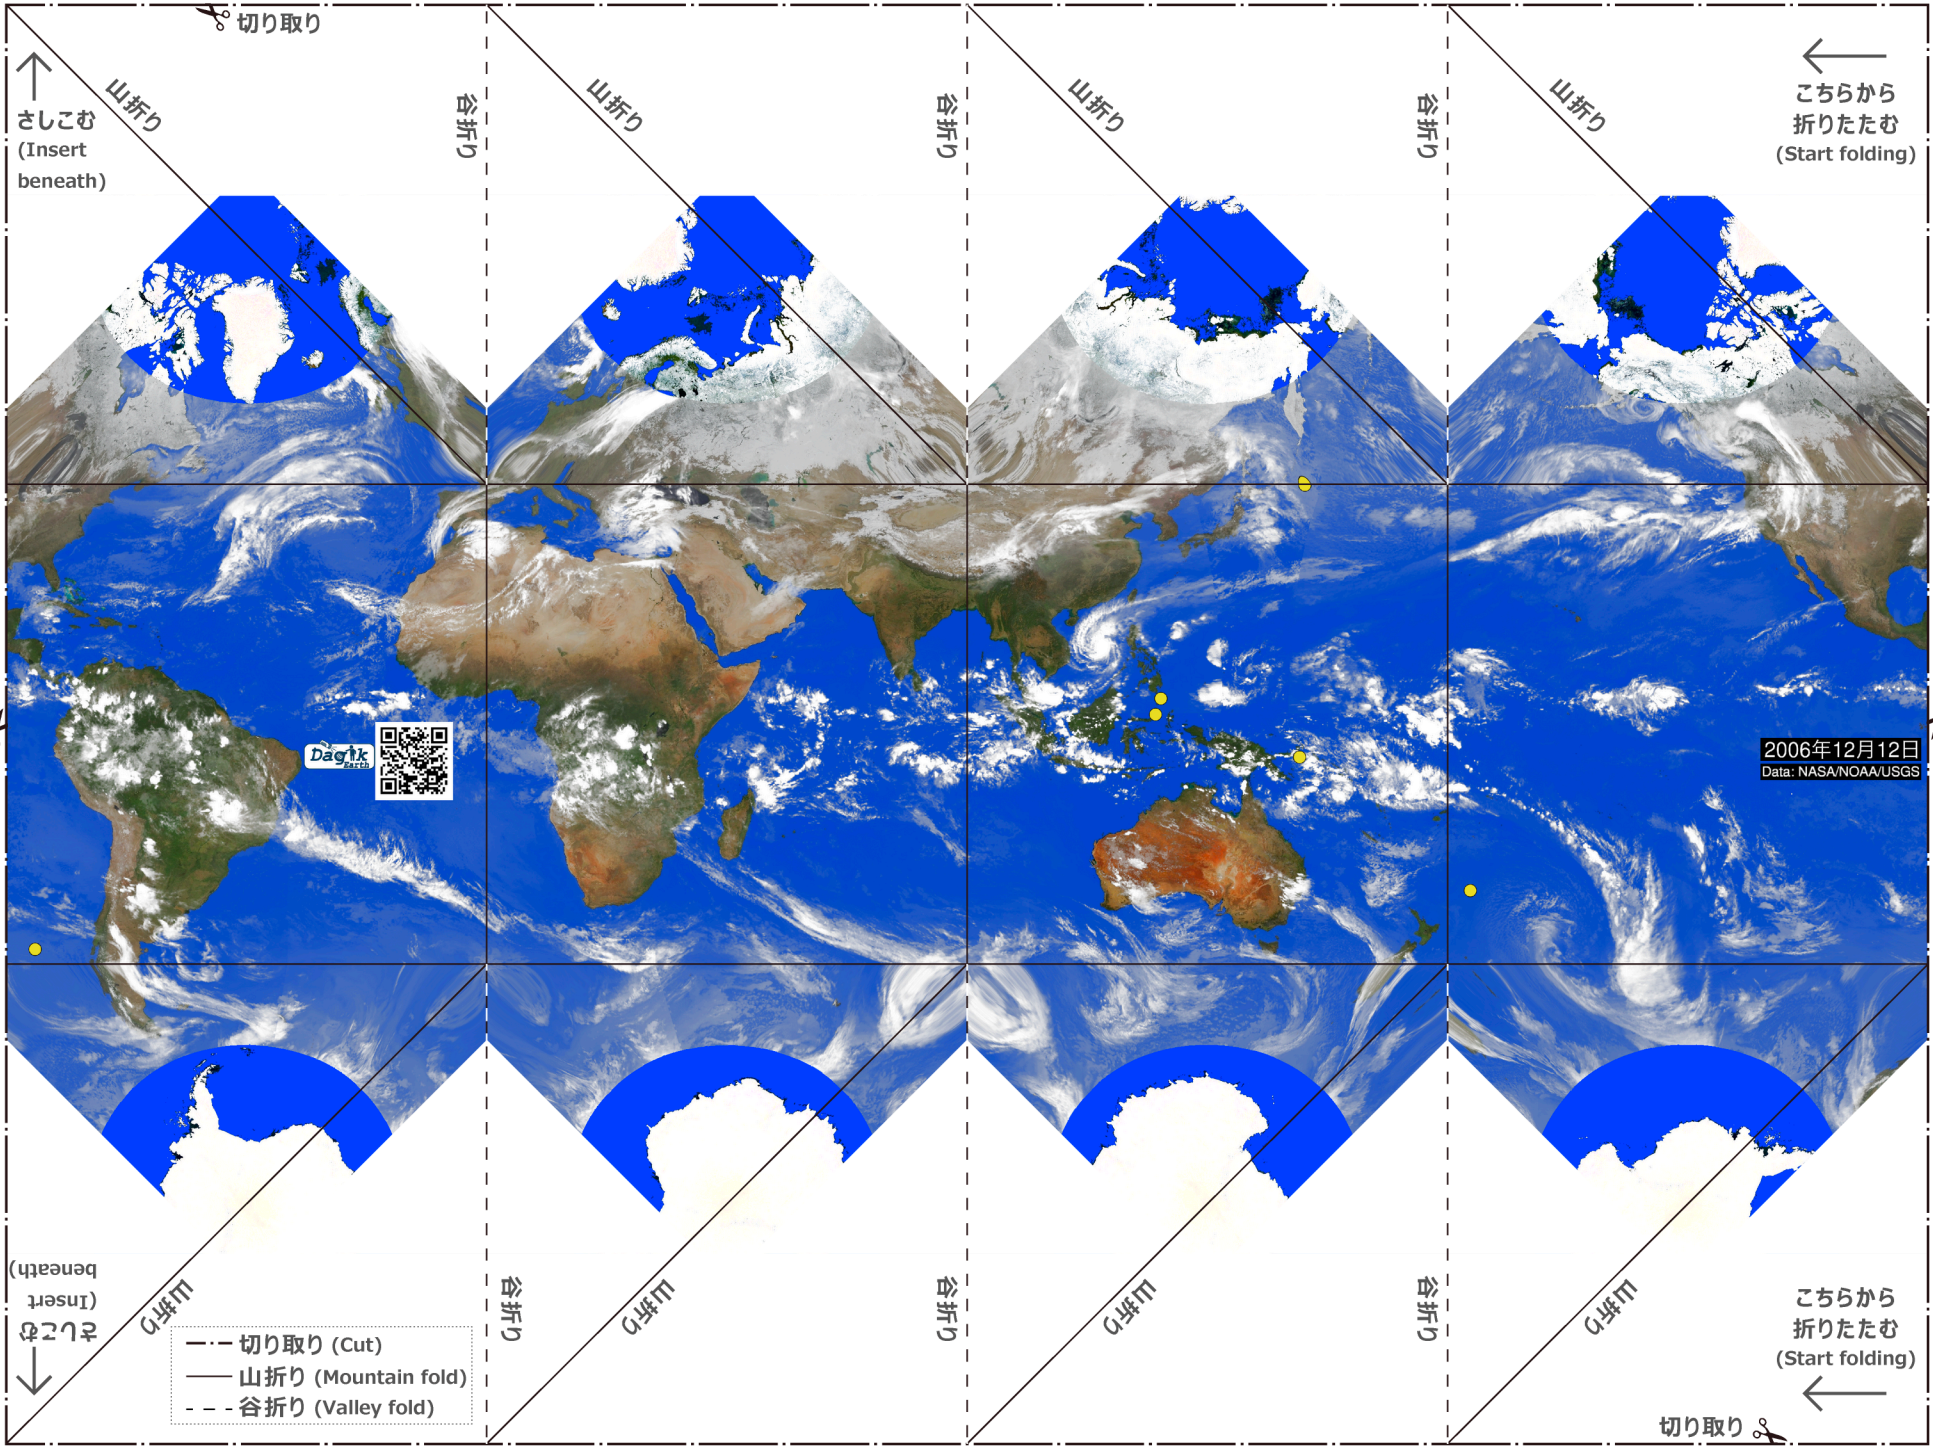 切り取り
山折り
谷折り
山折り
谷折り
山折り
谷折り
山折り
さしこむ
(Insert
beneath)
こちらから
折りたたむ
(Start folding)
Dagik
Earth
2006年12月12日
Data: NASA/NOAA/USGS
さしこむ
(Insert
beneath)
山折り
谷折り
山折り
谷折り
山折り
谷折り
山折り
切り取り (Cut)
山折り (Mountain fold)
谷折り (Valley fold)
こちらから
折りたたむ
(Start folding)
切り取り